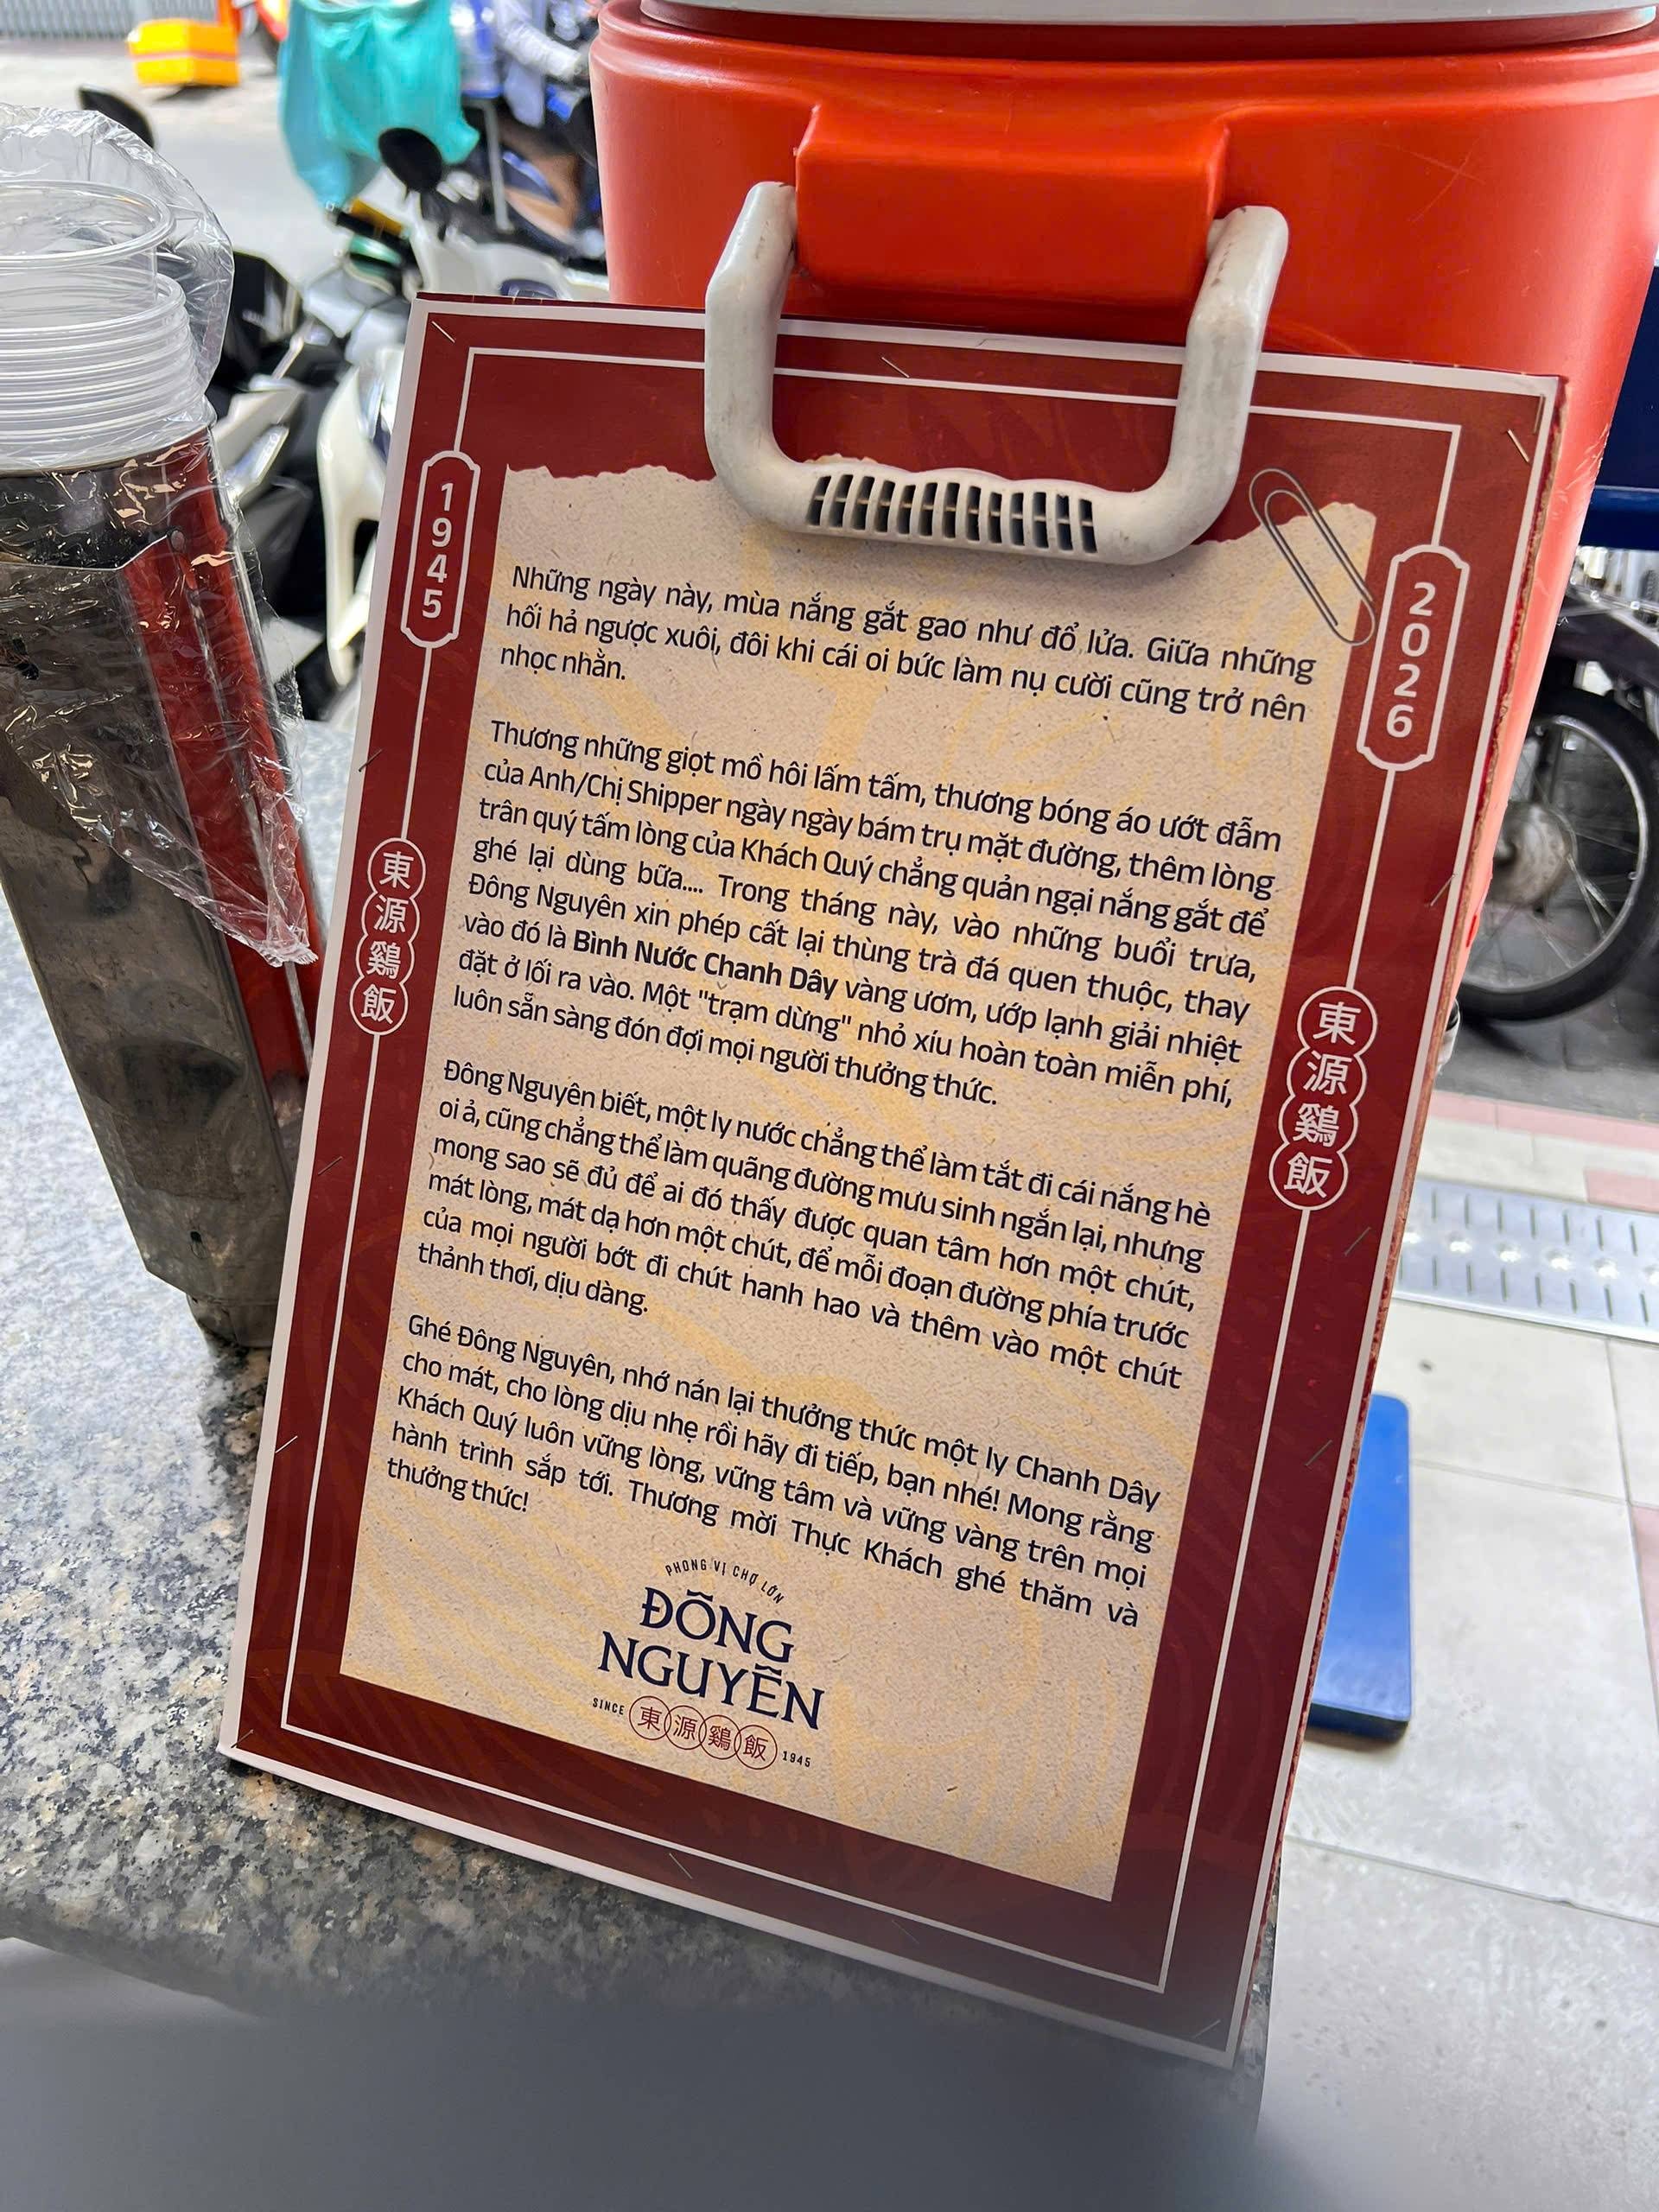 1945
2026
東源鷄飯
東源鷄飯
Những ngày này, mùa nắng gắt gao như đổ lửa. Giữa những
hối hả ngược xuôi, đôi khi cái oi bức làm nụ cười cũng trở nên
nhọc nhằn.
Thương những giọt mồ hôi lấm tấm, thương bóng áo ướt đẫm
của Anh/Chị Shipper ngày ngày bám trụ mặt đường, thêm lòng
trân quý tấm lòng của Khách Quý chẳng quản ngại nắng gắt để
ghé lại dùng bữa.... Trong tháng này, vào những buổi trưa,
Đông Nguyên xin phép cất lại thùng trà đá quen thuộc, thay
vào đó là Bình Nước Chanh Dây vàng ươm, ướp lạnh giải nhiệt
đặt ở lối ra vào. Một "trạm dừng" nhỏ xíu hoàn toàn miễn phí,
luôn sẵn sàng đón đợi mọi người thưởng thức.
Đông Nguyên biết, một ly nước chẳng thể làm tắt đi cái nắng hè
oi ả, cũng chẳng thể làm quãng đường mưu sinh ngắn lại, nhưng
mong sao sẽ đủ để ai đó thấy được quan tâm hơn một chút,
mát lòng, mát dạ hơn một chút, để mỗi đoạn đường phía trước
của mọi người bớt đi chút hanh hao và thêm vào một chút
thảnh thơi, dịu dàng.
Ghé Đông Nguyên, nhớ nán lại thưởng thức một ly Chanh Dây
cho mát, cho lòng dịu nhẹ rồi hãy đi tiếp, bạn nhé! Mong rằng
Khách Quý luôn vững lòng, vững tâm và vững vàng trên mọi
hành trình sắp tới. Thương mời Thực Khách ghé thăm và
thưởng thức!
PHONG VỊ CHỢ LỚN
ĐÔNG
NGUYÊN
SINCE 東源鷄飯 1945